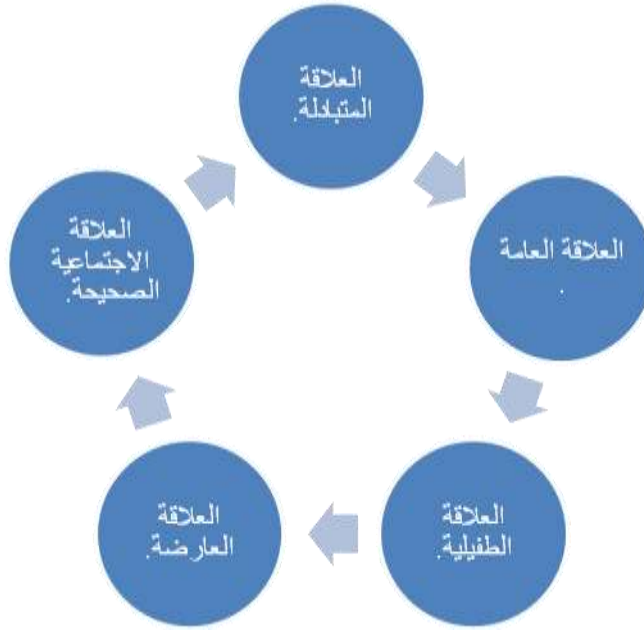 العلاقة
المتبادلة.
العلاقة العامة
.
العلاقة
الطفيلية.
العلاقة
العارضة.
العلاقة
الاجتماعية
الصحيحة.